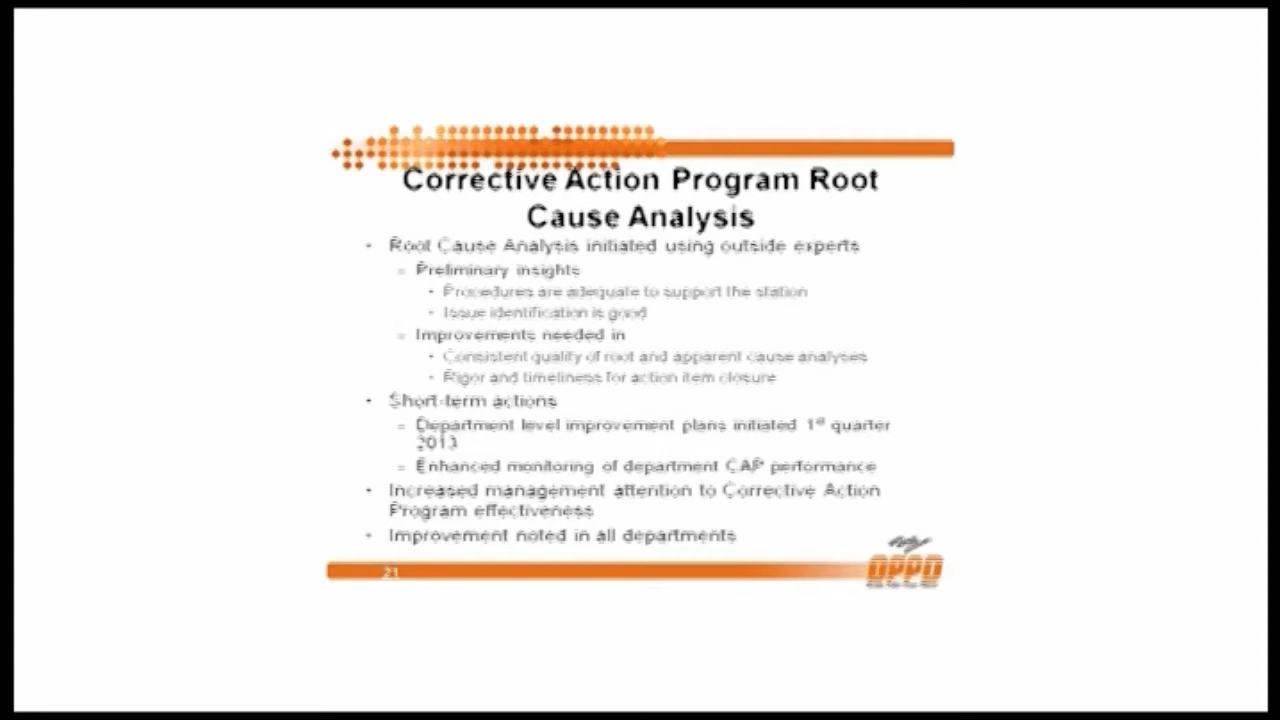 Corrective Action Program Root
Cause Analysis
• Root Cause Analysis initiated using outside experts
– Preliminary insights
• Procedures are adequate to support the station
• Issue identification is good
– Improvements needed in
• Consistent quality of root and apparent cause analyses
• Rigor and timeliness for action item closure
• Short-term actions
– Department level improvement plans initiated 1st quarter
2013
– Enhanced monitoring of department CAP performance
• Increased management attention to Corrective Action
Program effectiveness
• Improvement noted in all departments
21
OPPD